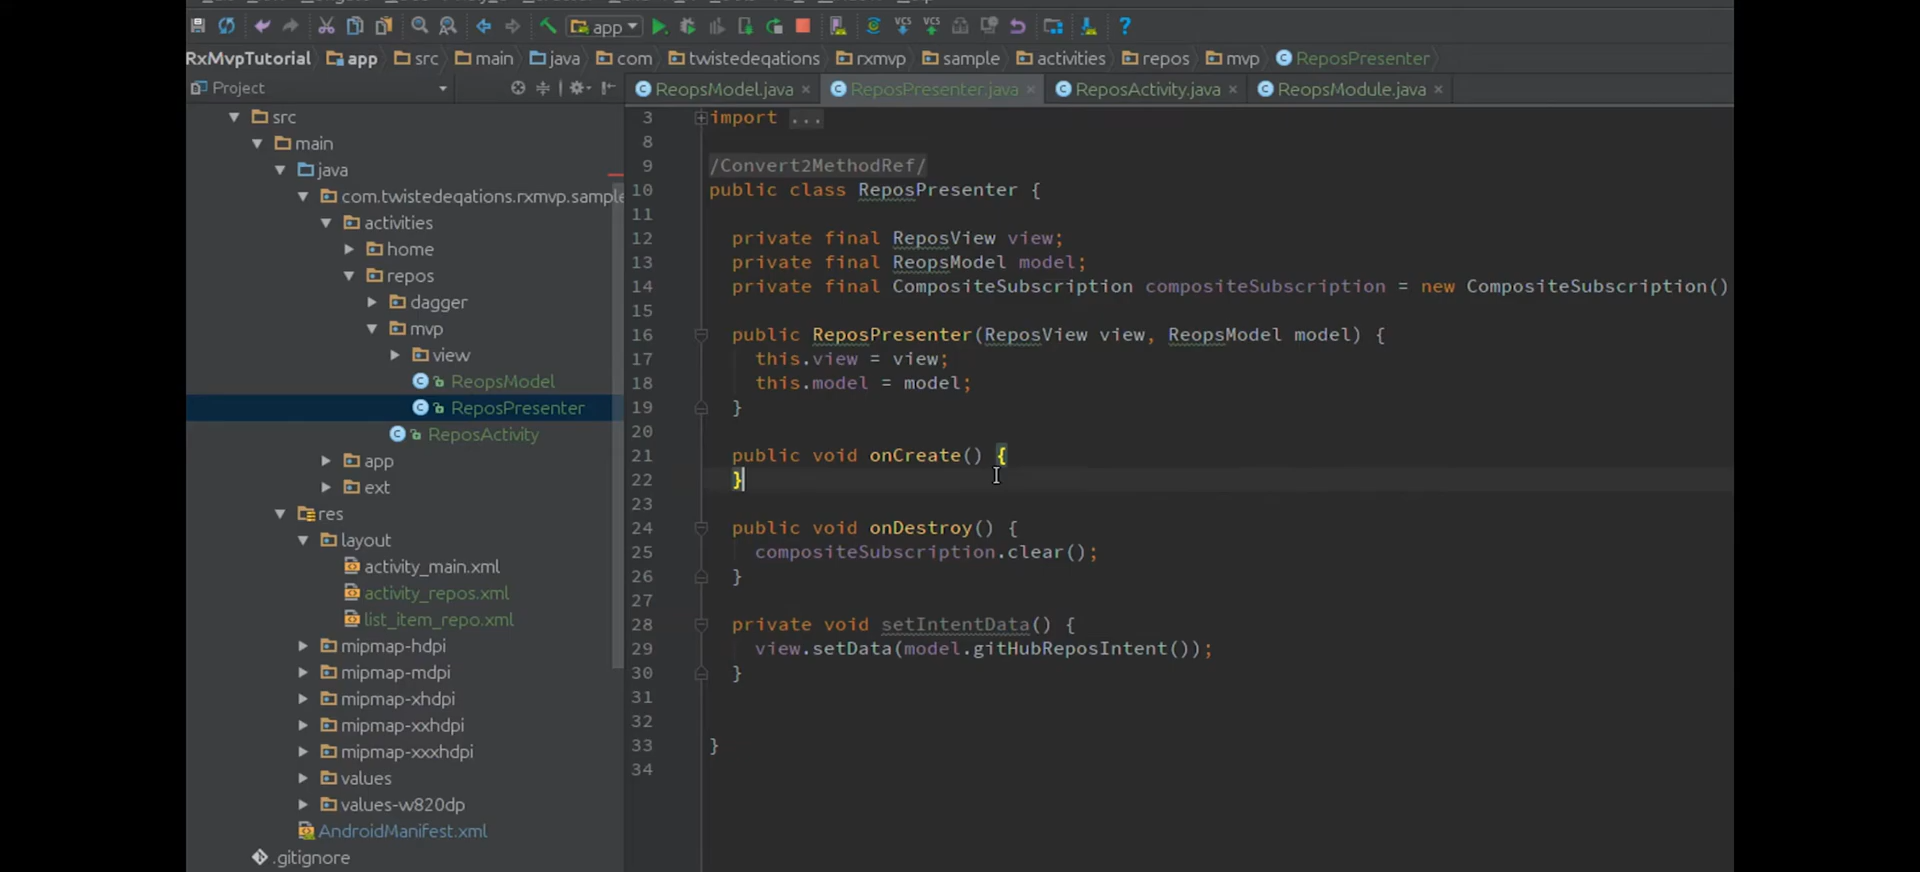 app
RxMvpTutorial app src main java com twistedeqations rxmvp sample activities repos mvp ReposPresenter
Project
ReopsModel.java ReposPresenter.java ReposActivity.java ReopsModule.java
src
main
java
com.twistedeqations.rxmvp.sample
activities
home
repos
dagger
mvp
view
ReopsModel
ReposPresenter
ReposActivity
app
ext
res
layout
activity_main.xml
activity_repos.xml
list_item_repo.xml
mipmap-hdpi
mipmap-mdpi
mipmap-xhdpi
mipmap-xxhdpi
mipmap-xxxhdpi
values
values-w820dp
AndroidManifest.xml
.gitignore
3 import ...
8
9 /Convert2MethodRef/
10 public class ReposPresenter {
11
12 private final ReposView view;
13 private final ReopsModel model;
14 private final CompositeSubscription compositeSubscription = new CompositeSubscription()
15
16 public ReposPresenter(ReposView view, ReopsModel model) {
17 this.view = view;
18 this.model = model;
19 }
20
21 public void onCreate() {
22 }
23
24 public void onDestroy() {
25 compositeSubscription.clear();
26 }
27
28 private void setIntentData() {
29 view.setData(model.gitHubReposIntent());
30 }
31
32
33 }
34